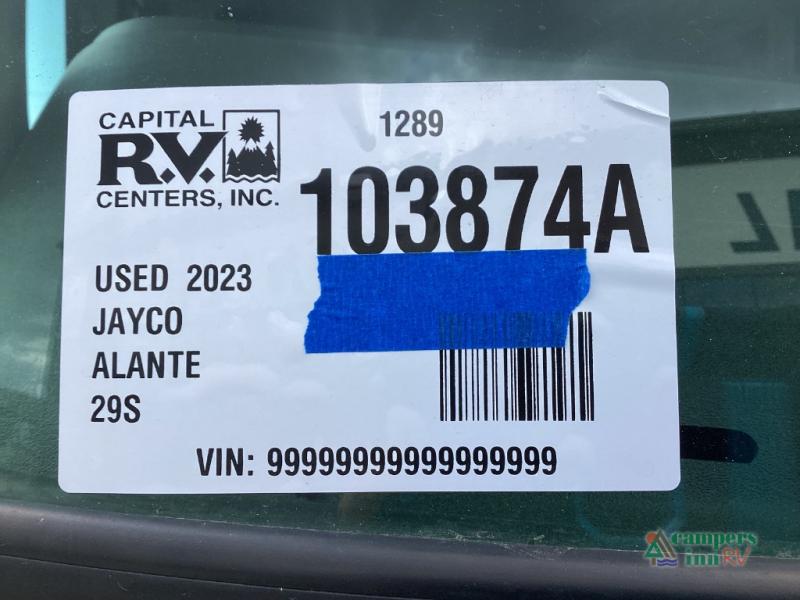 CAPITAL
R.V.
CENTERS, INC.
1289
103874A
USED 2023
JAYCO
ALANTE
29S
VIN: 99999999999999999
campers
inn RV